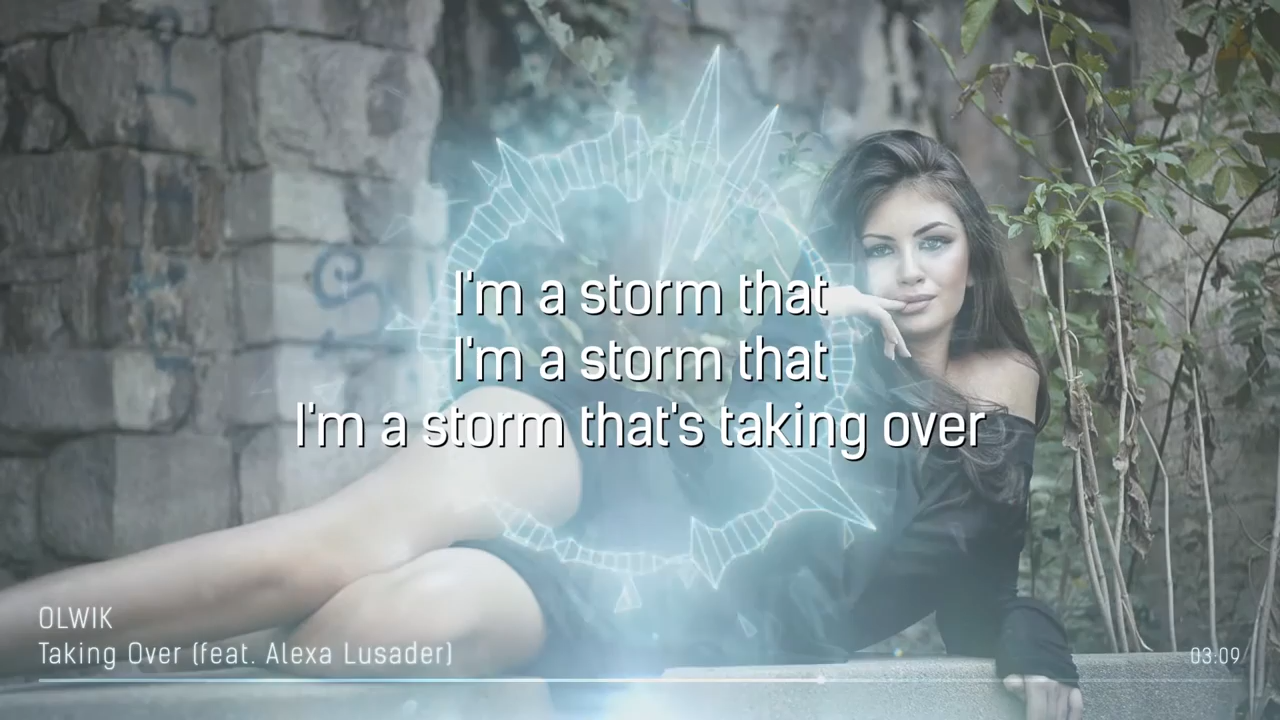 I'm a storm that
I'm a storm that
I'm a storm that's taking over
OLWIK
Taking Over (feat. Alexa Lusader)
03:09